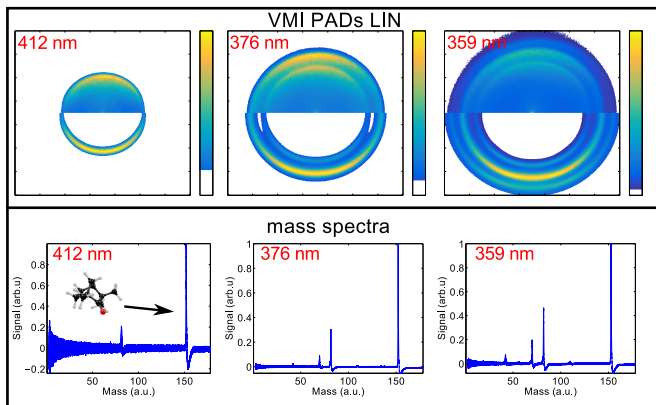 VMI PADs LIN
412 nm
376 nm
359 nm
mass spectra
412 nm
376 nm
359 nm
Signal (arb.u)
1
0.8
0.6
0.4
0.2
0
-0.2
50
100
150
Mass (a.u.)
Signal (arb.u)
1
0.8
0.6
0.4
0.2
0
50
100
150
Mass (a.u.)
Signal (arb.u)
1
0.8
0.6
0.4
0.2
0
50
100
150
Mass (a.u.)